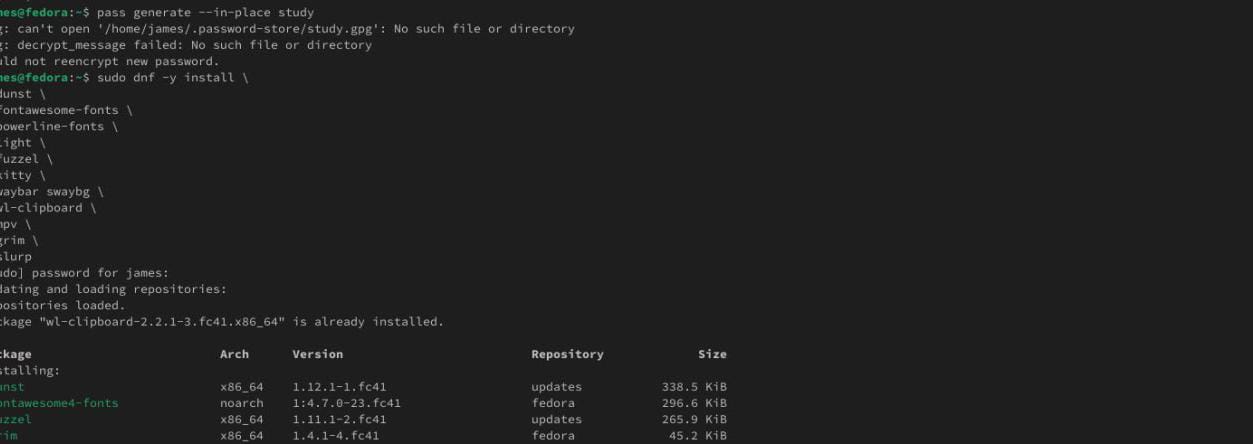 nes@fedora:~$ pass generate --in-place study
g: can't open '/home/james/.password-store/study.gpg': No such file or directory
g: decrypt_message failed: No such file or directory
uld not reencrypt new password.
nes@fedora:~$ sudo dnf -y install \
dunst \
fontawesome-fonts \
powerline-fonts \
light \
fuzzel \
kitty \
waybar swaybg \
wl-clipboard \
mpv \
grim \
slurp
udo] password for james:
dating and loading repositories:
positories loaded.
ckage "wl-clipboard-2.2.1-3.fc41.x86_64" is already installed.
ckage Arch Version Repository Size
stalling:
unst x86_64 1.12.1-1.fc41 updates 338.5 KiB
ontawesome4-fonts noarch 1:4.7.0-23.fc41 fedora 296.6 KiB
uzzel x86_64 1.11.1-2.fc41 updates 265.9 KiB
rim x86_64 1.4.1-4.fc41 fedora 45.2 KiB